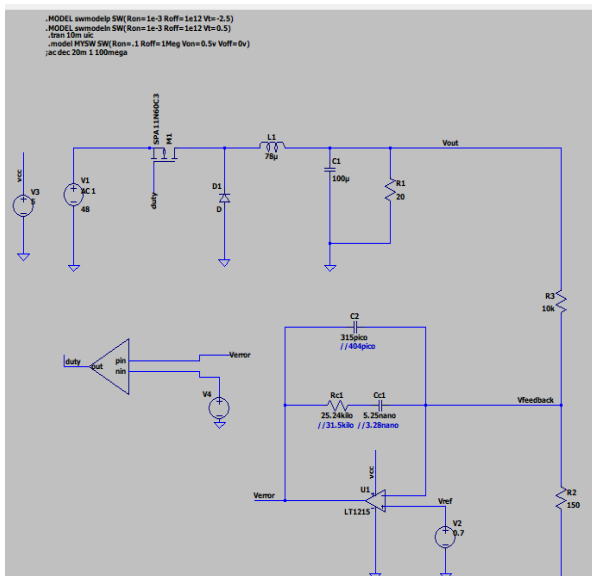 .MODEL swmodelp SW(Ron=1e-3 Roff=1e12 Vt=-2.5)
.MODEL swmodeln SW(Ron=1e-3 Roff=1e12 Vt=0.5)
.tran 10m uic
.model MYSW SW(Ron=.1 Roff=1Meg Von=0.5v Voff=0v)
;ac dec 20m 1 100mega
SPA11N60C3
M1
duty
L1
78µ
Vout
vcc
V3
5
V1
AC 1
48
D1
D
C1
100µ
R1
20
R3
10k
C2
315pico
//404pico
duty
out
pin
nin
Verror
V4
Rc1
25.24kilo
//31.5kilo
Cc1
5.25nano
//3.28nano
Vfeedback
vcc
U1
LT1215
Verror
Vref
V2
0.7
R2
150